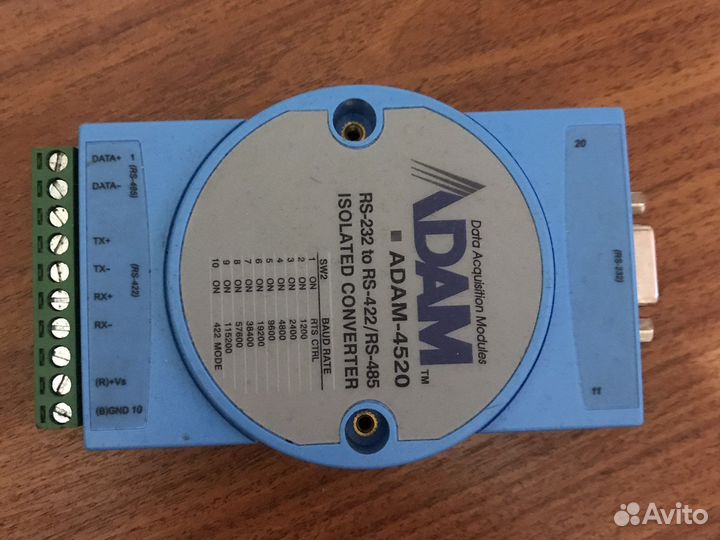 DATA+ 1
(RS-485)
DATA-
TX+
TX-
(RS-422)
RX+
RX-
(R)+Vs
(B)GND 10
Data Acquisition Modules
ADAM™
ADAM-4520
RS-232 to RS-422/RS-485
ISOLATED CONVERTER
SW2 BAUD RATE
1 ON RTS CTRL
2 ON 1200
3 ON 2400
4 ON 4800
5 ON 9600
6 ON 19200
7 ON 38400
8 ON 57600
9 ON 115200
10 ON 422 MODE
20
(RS-232)
11
Avito